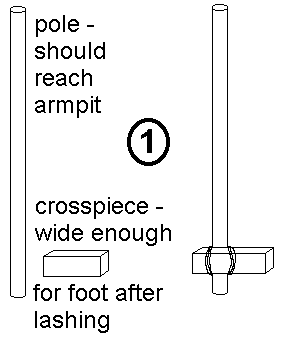 pole -
should
reach
armpit
1
crosspiece -
wide enough
for foot after
lashing